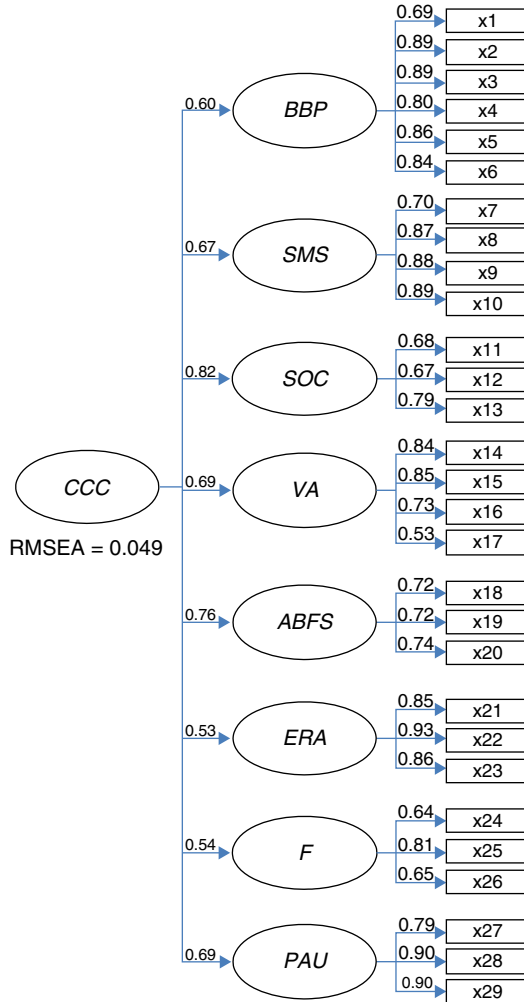 0.69 x1
0.89 x2
0.89 x3
0.60 BBP 0.80 x4
0.86 x5
0.84 x6
0.70 x7
0.87 x8
0.67 SMS
0.88 x9
0.89 x10
0.68 x11
0.82 SOC 0.67 x12
0.79 x13
0.84 x14
0.85 x15
CCC 0.69 VA
0.73 x16
0.53 x17
RMSEA = 0.049
0.72 x18
0.76 ABFS 0.72 x19
0.74 x20
0.85 x21
0.53 ERA 0.93 x22
0.86 x23
0.64 x24
0.54 F 0.81 x25
0.65 x26
0.79 x27
0.69 PAU 0.90 x28
0.90 x29